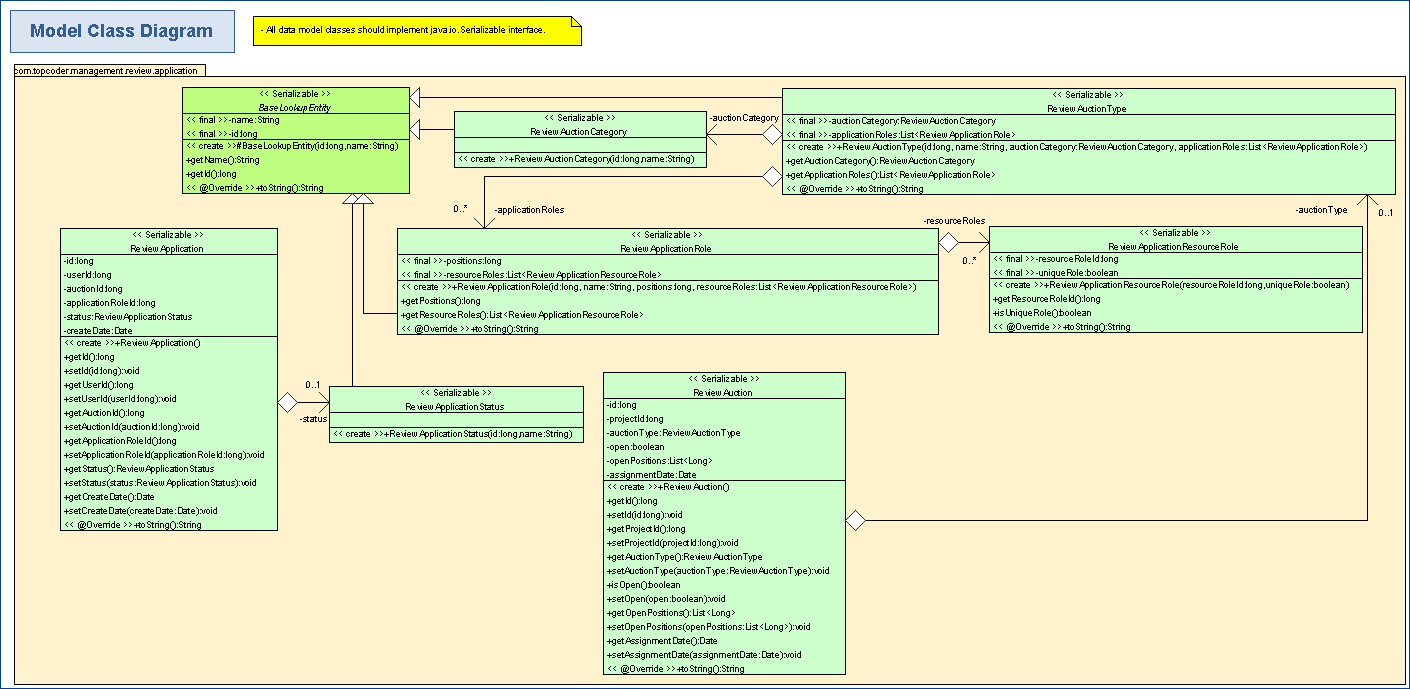 Model Class Diagram
- All data model classes should implement java.io.Serializable interface.
com.topcoder.management.review.application
<< Serializable >>
BaseLookupEntity
<< final >>-name:String
<< final >>-id:long
<< create >>#BaseLookupEntity(id:long,name:String)
+getName():String
+getId():long
<< @Override >>+toString():String
<< Serializable >>
ReviewAuctionCategory
<< create >>+ReviewAuctionCategory(id:long,name:String)
-auctionCategory
<< Serializable >>
ReviewAuctionType
<< final >>-auctionCategory:ReviewAuctionCategory
<< final >>-applicationRoles:List<ReviewApplicationRole>
<< create >>+ReviewAuctionType(id:long, name:String, auctionCategory:ReviewAuctionCategory, applicationRoles:List<ReviewApplicationRole>)
+getAuctionCategory():ReviewAuctionCategory
+getApplicationRoles():List<ReviewApplicationRole>
<< @Override >>+toString():String
0..*
-applicationRoles
-resourceRoles
0..*
-auctionType
0..1
<< Serializable >>
ReviewApplication
-id:long
-userId:long
-auctionId:long
-applicationRoleId:long
-status:ReviewApplicationStatus
-createDate:Date
<< create >>+ReviewApplication()
+getId():long
+setId(id:long):void
+getUserId():long
+setUserId(userId:long):void
+getAuctionId():long
+setAuctionId(auctionId:long):void
+getApplicationRoleId():long
+setApplicationRoleId(applicationRoleId:long):void
+getStatus():ReviewApplicationStatus
+setStatus(status:ReviewApplicationStatus):void
+getCreateDate():Date
+setCreateDate(createDate:Date):void
<< @Override >>+toString():String
<< Serializable >>
ReviewApplicationRole
<< final >>-positions:long
<< final >>-resourceRoles:List<ReviewApplicationResourceRole>
<< create >>+ReviewApplicationRole(id:long, name:String, positions:long, resourceRoles:List<ReviewApplicationResourceRole>)
+getPositions():long
+getResourceRoles():List<ReviewApplicationResourceRole>
<< @Override >>+toString():String
<< Serializable >>
ReviewApplicationResourceRole
<< final >>-resourceRoleId:long
<< final >>-uniqueRole:boolean
<< create >>+ReviewApplicationResourceRole(resourceRoleId:long,uniqueRole:boolean)
+getResourceRoleId():long
+isUniqueRole():boolean
<< @Override >>+toString():String
0..1
-status
<< Serializable >>
ReviewApplicationStatus
<< create >>+ReviewApplicationStatus(id:long,name:String)
<< Serializable >>
ReviewAuction
-id:long
-projectId:long
-auctionType:ReviewAuctionType
-open:boolean
-openPositions:List<Long>
-assignmentDate:Date
<< create >>+ReviewAuction()
+getId():long
+setId(id:long):void
+getProjectId():long
+setProjectId(projectId:long):void
+getAuctionType():ReviewAuctionType
+setAuctionType(auctionType:ReviewAuctionType):void
+isOpen():boolean
+setOpen(open:boolean):void
+getOpenPositions():List<Long>
+setOpenPositions(openPositions:List<Long>):void
+getAssignmentDate():Date
+setAssignmentDate(assignmentDate:Date):void
<< @Override >>+toString():String